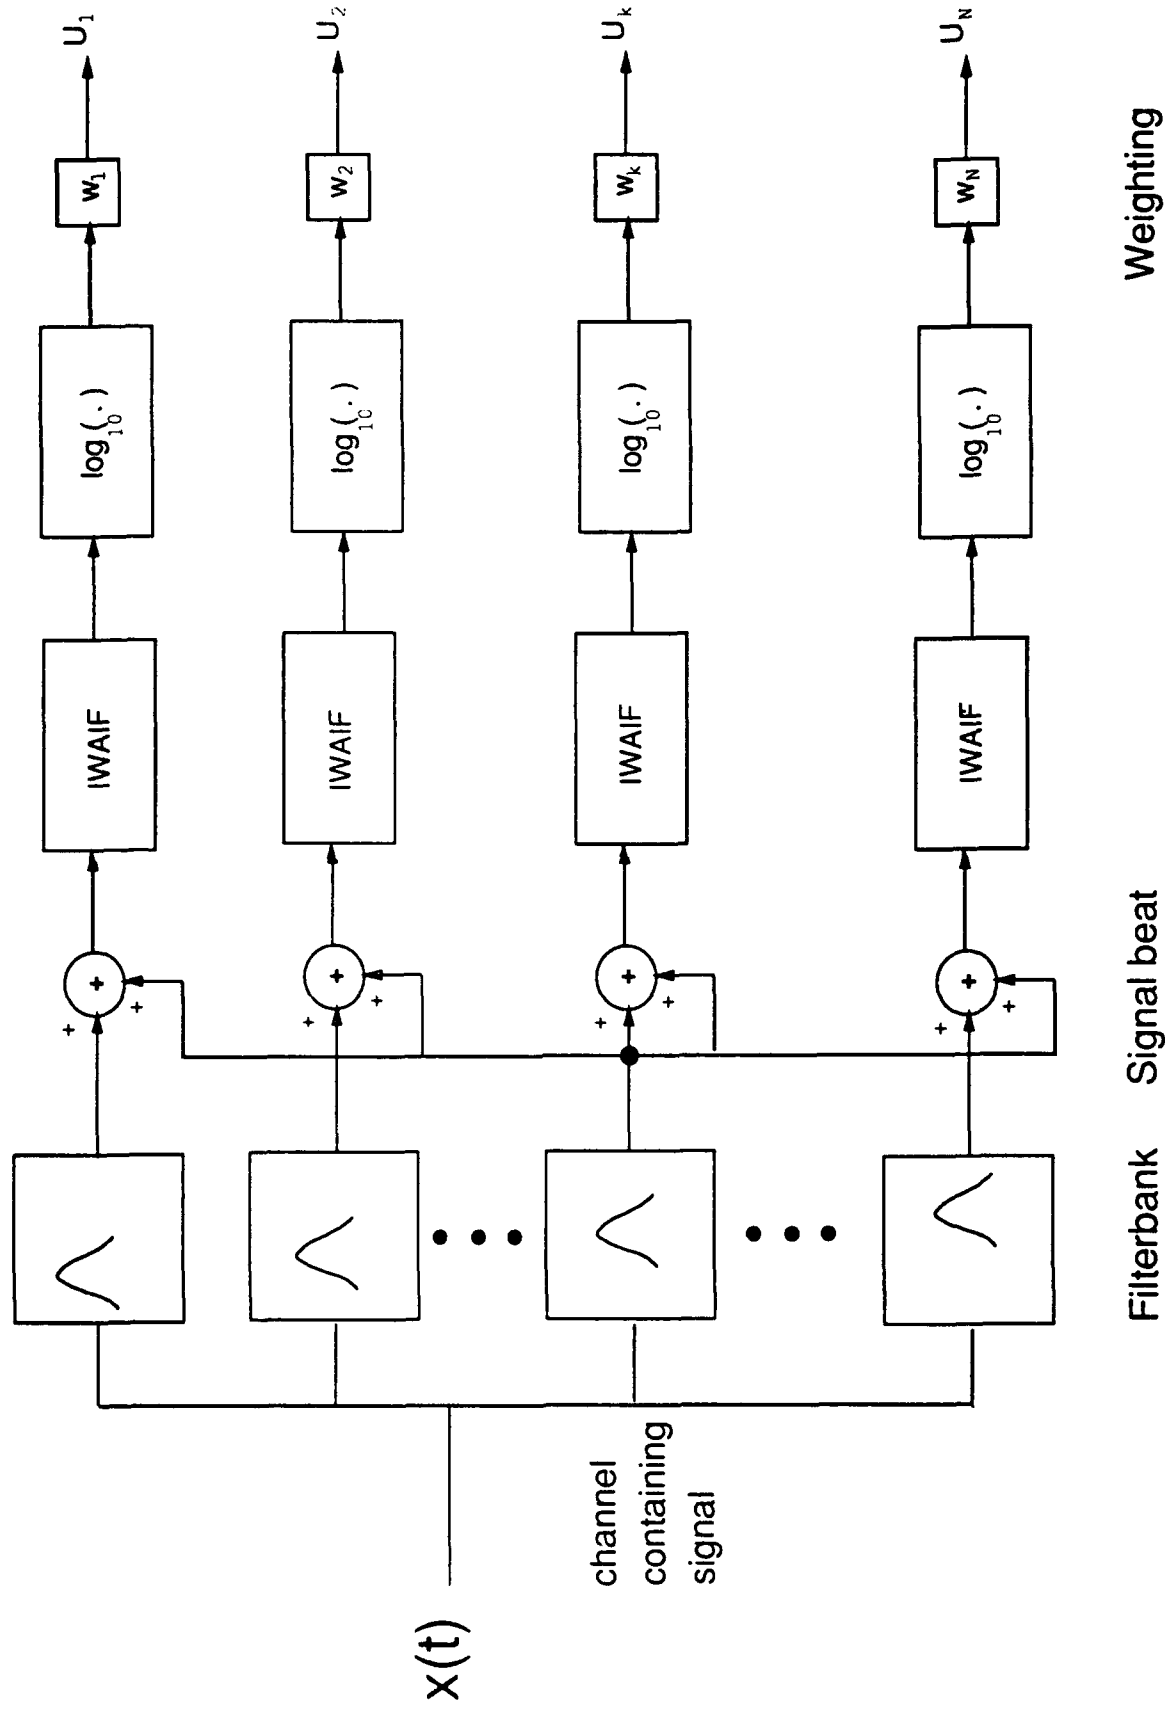 x(t)
channel
containing
signal
+
+
+
IWAIF
log10(.)
w1
U1
+
+
+
IWAIF
log10(.)
w2
U2
+
+
+
IWAIF
log10(.)
wk
Uk
+
+
+
IWAIF
log10(.)
wN
UN
Filterbank
Signal beat
Weighting